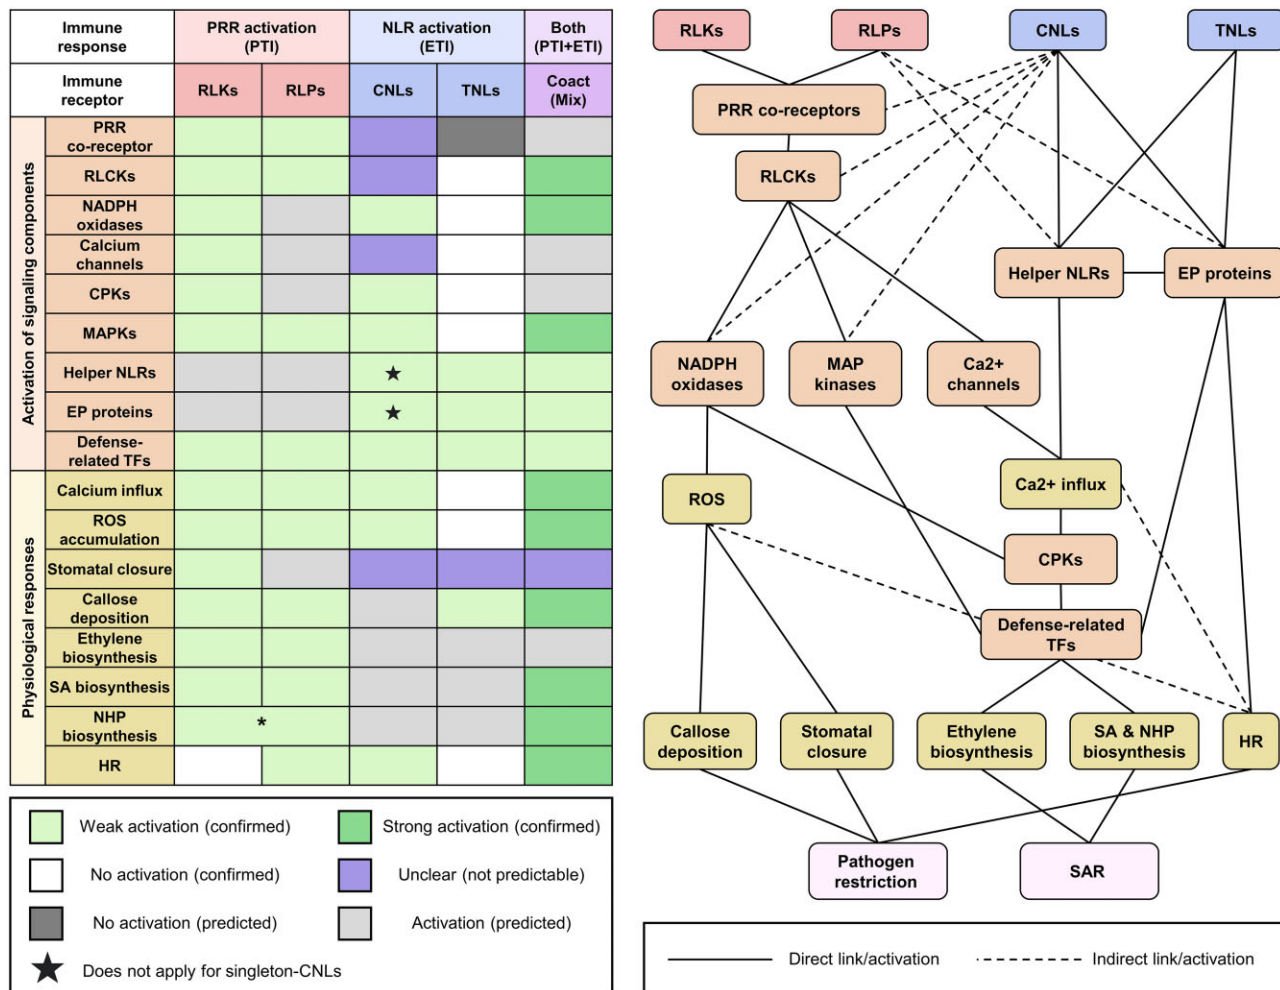 Immune response
PRR activation (PTI)
NLR activation (ETI)
Both (PTI+ETI)
Immune receptor
RLKs
RLPs
CNLs
TNLs
Coact (Mix)
Activation of signaling components
PRR co-receptor
RLCKs
NADPH oxidases
Calcium channels
CPKs
MAPKs
Helper NLRs
★
EP proteins
★
Defense-related TFs
Physiological responses
Calcium influx
ROS accumulation
Stomatal closure
Callose deposition
Ethylene biosynthesis
SA biosynthesis
NHP biosynthesis
*
HR
Weak activation (confirmed)
Strong activation (confirmed)
No activation (confirmed)
Unclear (not predictable)
No activation (predicted)
Activation (predicted)
★ Does not apply for singleton-CNLs
RLKs
RLPs
CNLs
TNLs
PRR co-receptors
RLCKs
Helper NLRs
EP proteins
NADPH oxidases
MAP kinases
Ca2+ channels
ROS
Ca2+ influx
CPKs
Defense-related TFs
Callose deposition
Stomatal closure
Ethylene biosynthesis
SA & NHP biosynthesis
HR
Pathogen restriction
SAR
Direct link/activation
Indirect link/activation